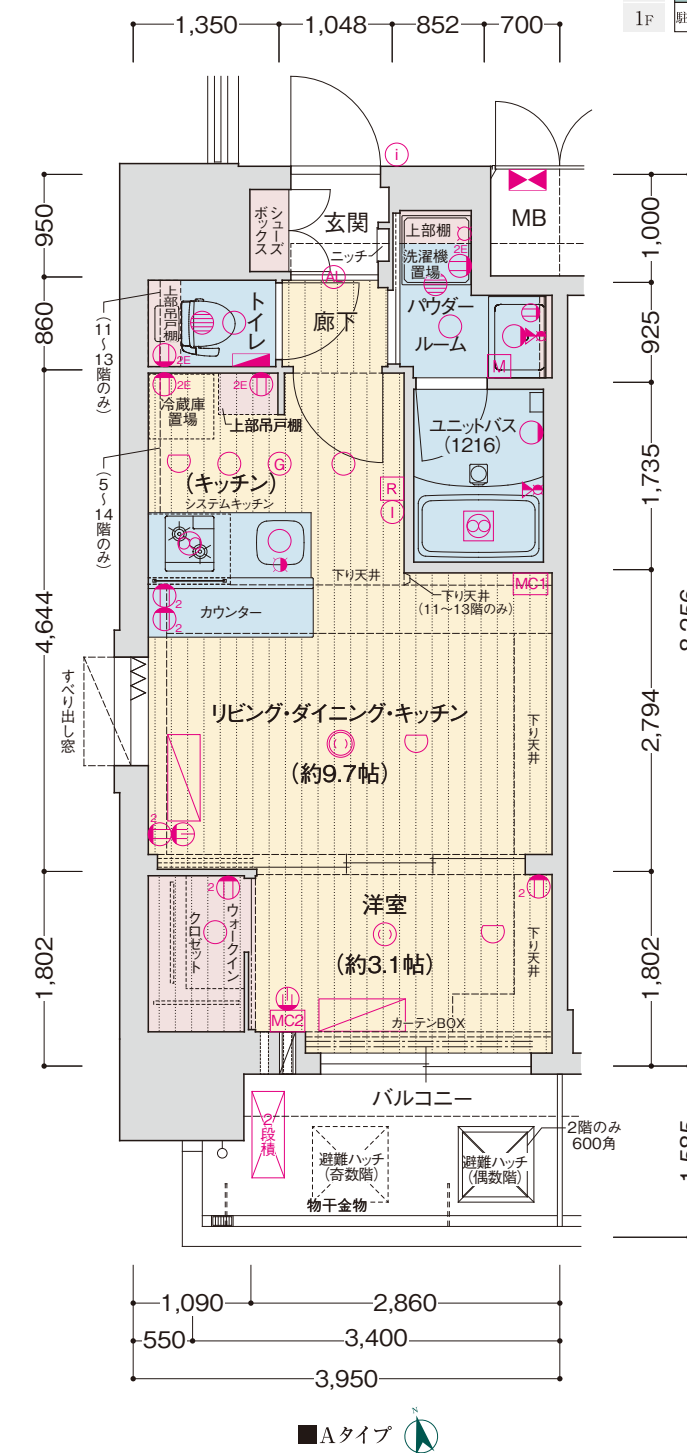 1F
1,350
1,048
852
700
i
950
860
4,644
1,802
1,000
925
1,735
2,794
1,802
シューズ
ボックス
玄関
ニッチ
AL
上部棚
2E
洗濯機
置場
MB
上部吊戸棚
トイレ
2E
廊下
パウダー
ルーム
M
(11~13階のみ)
(5~14階のみ)
2E
2E
冷蔵庫
置場
上部吊戸棚
ユニットバス
(1216)
G
R
I
(キッチン)
システムキッチン
下り天井
下り天井
(11~13階のみ)
MC1
2
2
カウンター
すべり出し窓
リビング・ダイニング・キッチン
(約9.7帖)
下り天井
2
2
2
ウォークイン
クロゼット
洋室
(約3.1帖)
下り天井
MC2
カーテンBOX
バルコニー
2段積
避難ハッチ
(奇数階)
避難ハッチ
(偶数階)
2階のみ
600角
物干金物
1,090
2,860
550
3,400
3,950
■Aタイプ
N